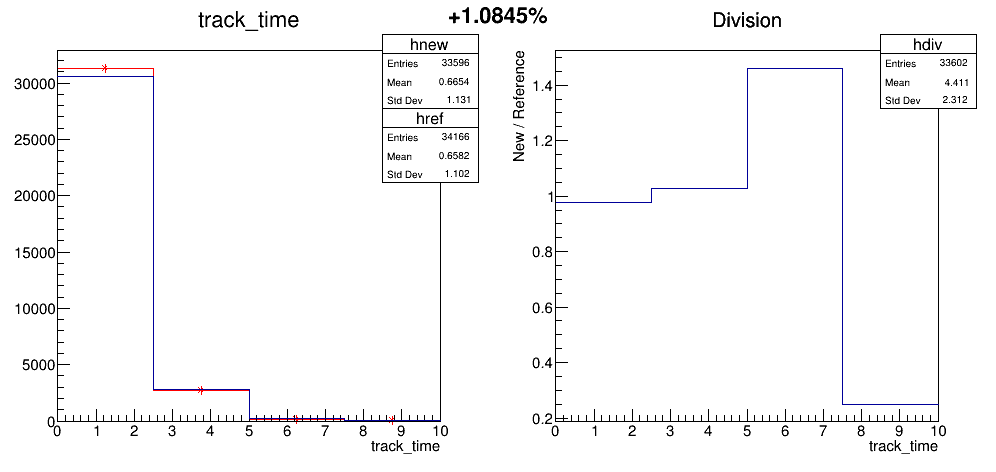 track_time
+1.0845%
Division
hnew
Entries 33596
Mean 0.6654
Std Dev 1.131
href
Entries 34166
Mean 0.6582
Std Dev 1.102
30000
25000
20000
15000
10000
5000
0
0 1 2 3 4 5 6 7 8 9 10
track_time
hdiv
Entries 33602
Mean 4.411
Std Dev 2.312
New / Reference
1.4
1.2
1
0.8
0.6
0.4
0.2
0 1 2 3 4 5 6 7 8 9 10
track_time